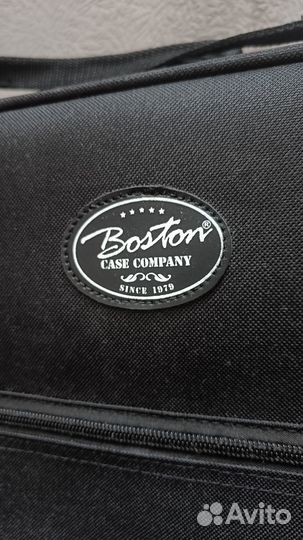 ★★★★★
Boston®
CASE COMPANY
SINCE 1979
Avito